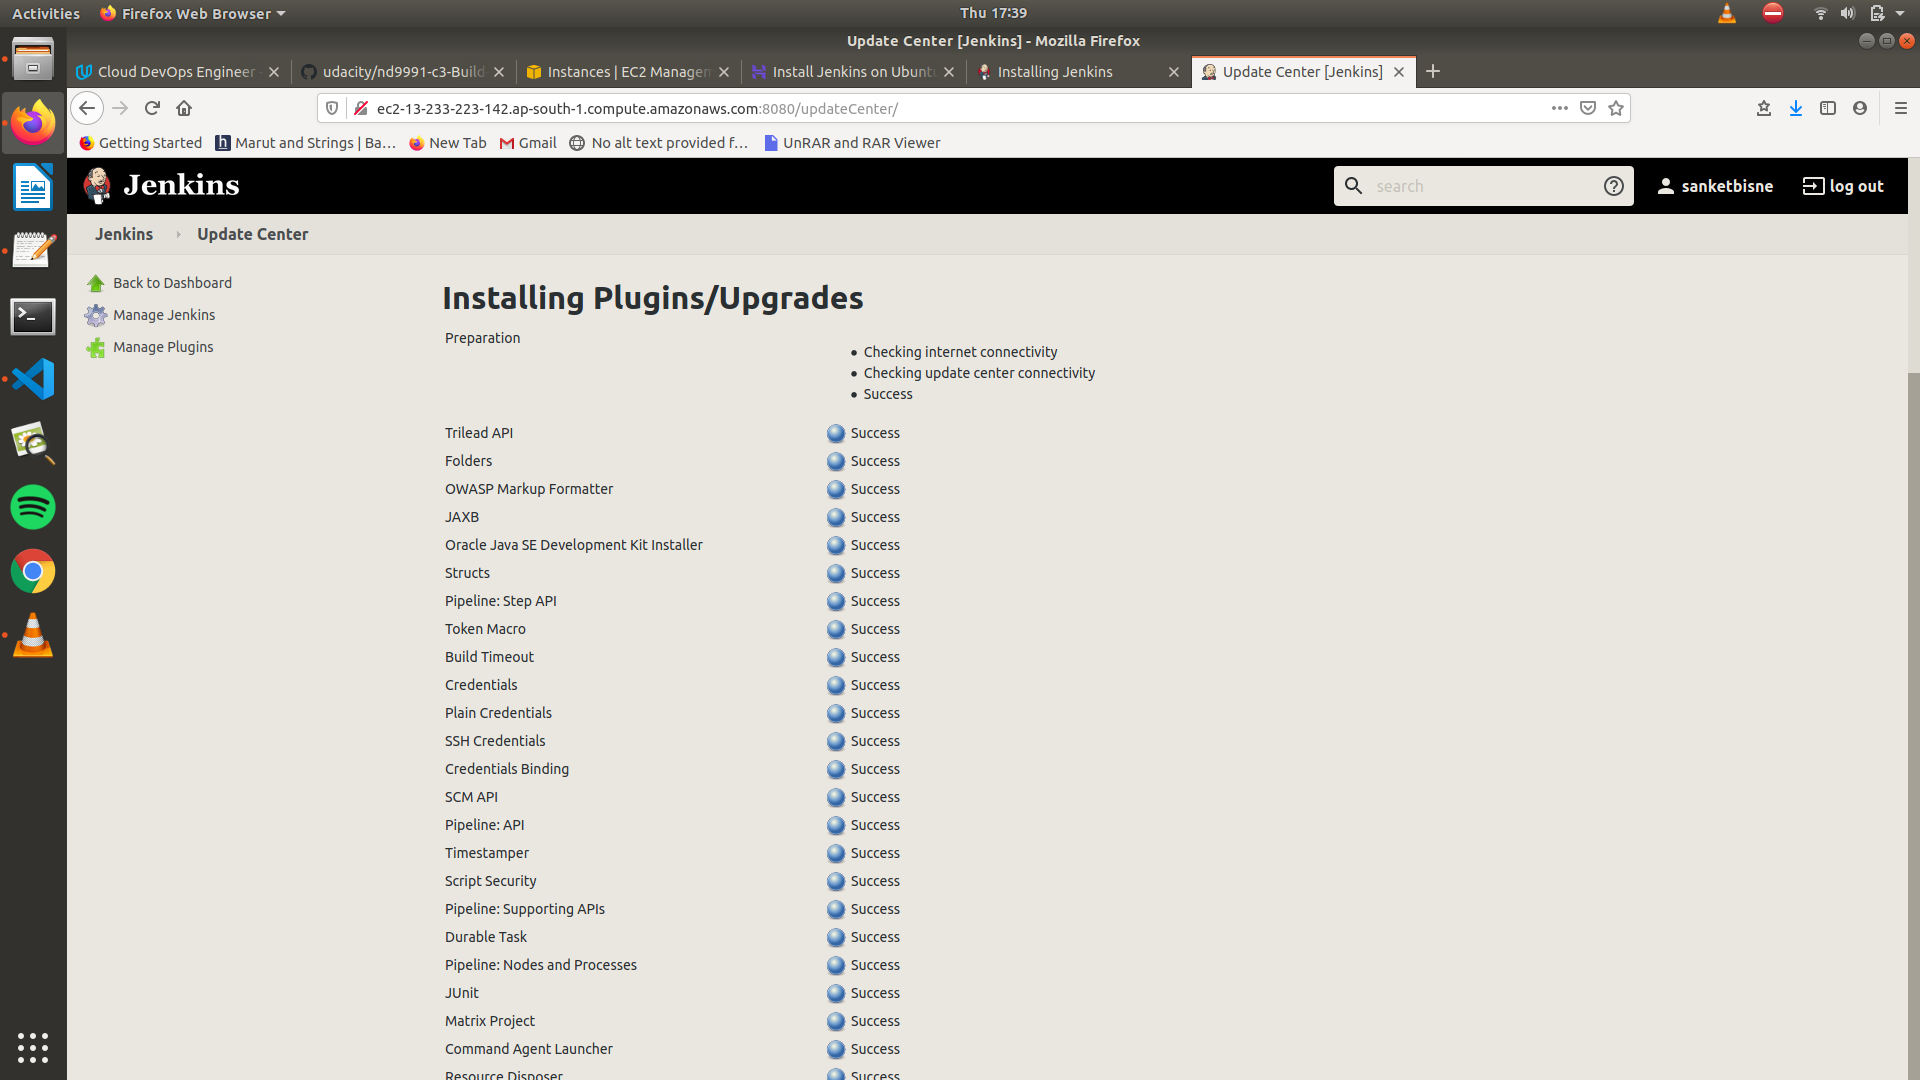 Activities Firefox Web Browser Thu 17:39
Update Center [Jenkins] - Mozilla Firefox
Cloud DevOps Engineer udacity/nd9991-c3-Build Instances | EC2 Managem Install Jenkins on Ubunt Installing Jenkins Update Center [Jenkins]
ec2-13-233-223-142.ap-south-1.compute.amazonaws.com:8080/updateCenter/
Getting Started Marut and Strings | Ba… New Tab Gmail No alt text provided f… UnRAR and RAR Viewer
Jenkins search sanketbisne log out
Jenkins Update Center
Back to Dashboard
Manage Jenkins
Manage Plugins
Installing Plugins/Upgrades
Preparation
Checking internet connectivity
Checking update center connectivity
Success
Trilead API Success
Folders Success
OWASP Markup Formatter Success
JAXB Success
Oracle Java SE Development Kit Installer Success
Structs Success
Pipeline: Step API Success
Token Macro Success
Build Timeout Success
Credentials Success
Plain Credentials Success
SSH Credentials Success
Credentials Binding Success
SCM API Success
Pipeline: API Success
Timestamper Success
Script Security Success
Pipeline: Supporting APIs Success
Durable Task Success
Pipeline: Nodes and Processes Success
JUnit Success
Matrix Project Success
Command Agent Launcher Success
Resource Disposer Success